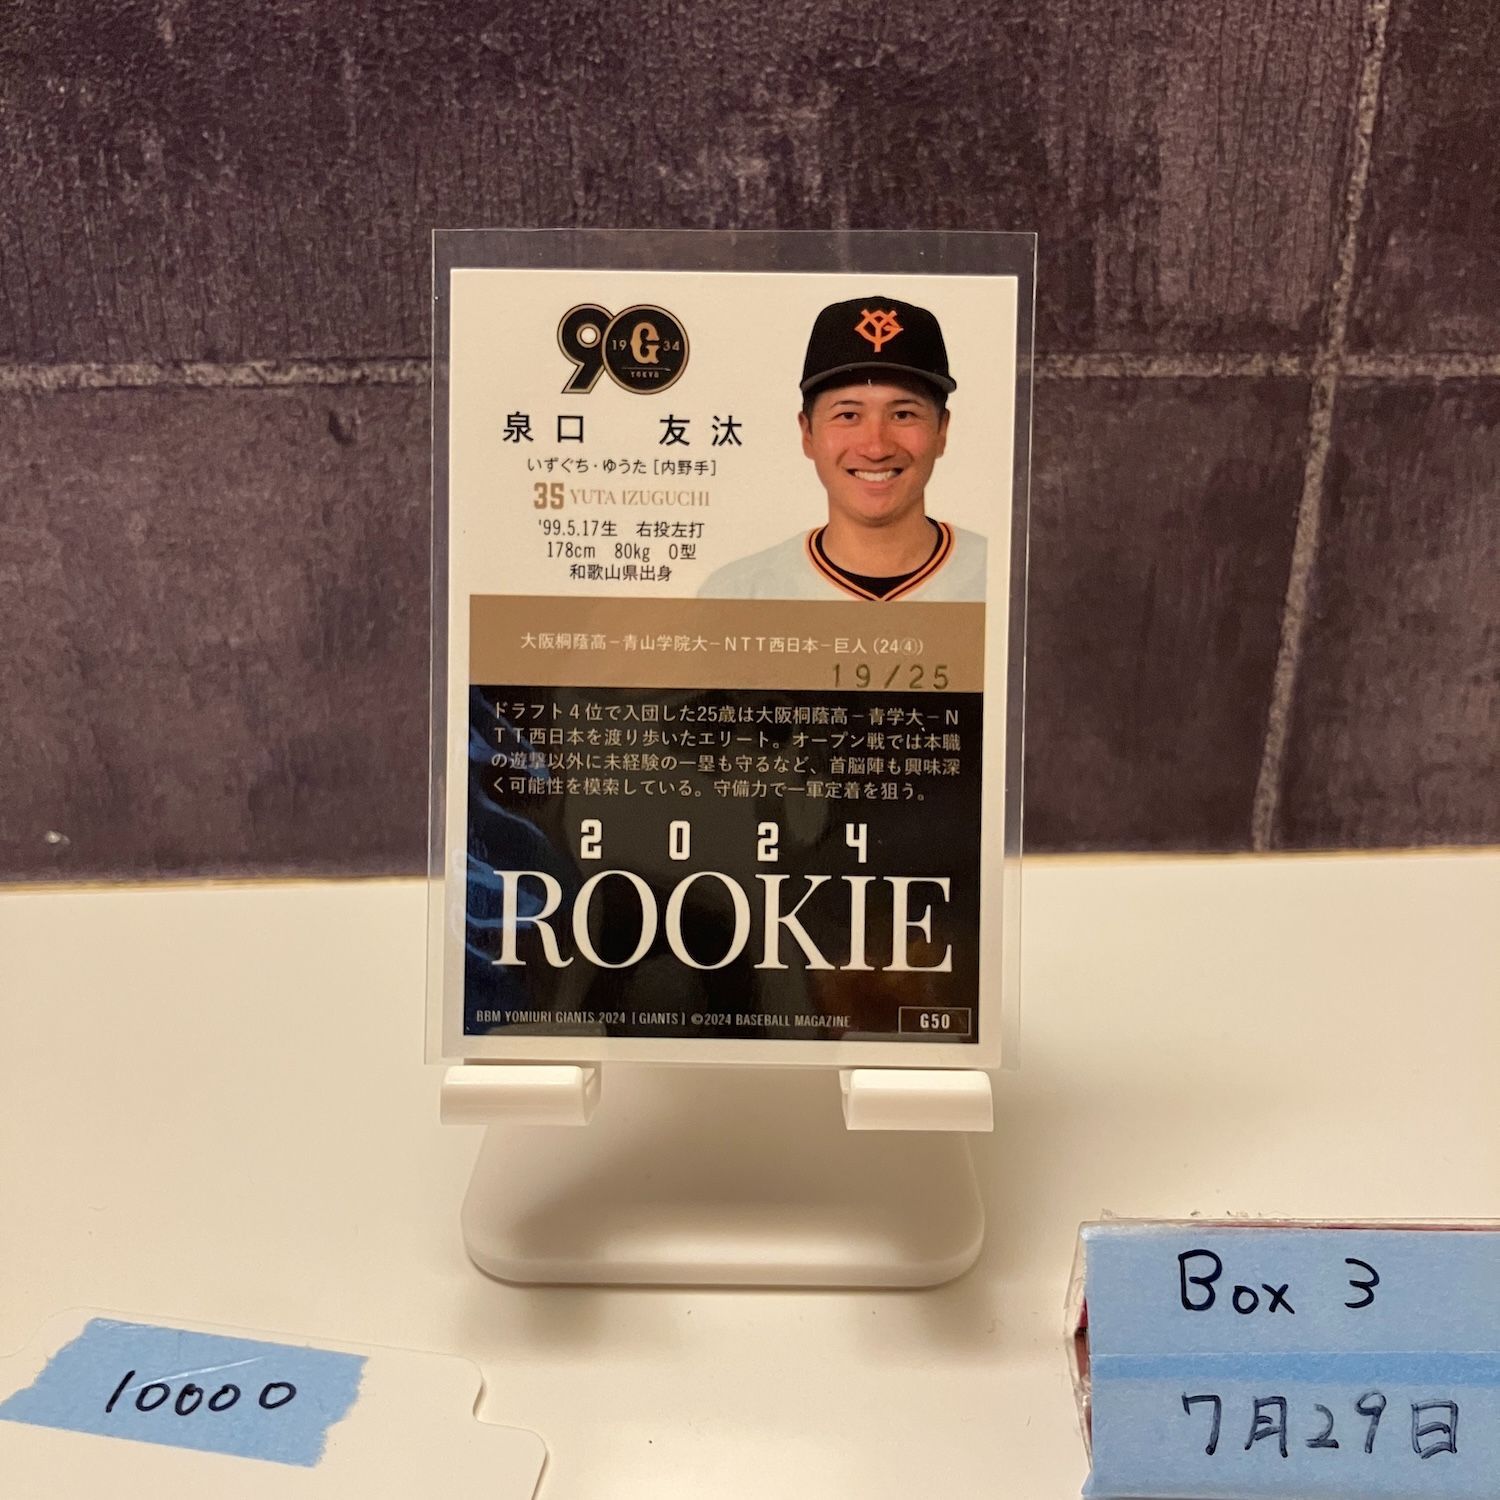 90
19 G 34
TOKYO
YG
泉口 友汰
いずぐち・ゆうた［内野手］
35 YUTA IZUGUCHI
'99.5.17生 右投左打
178cm 80kg O型
和歌山県出身
大阪桐蔭高－青山学院大－NTT西日本－巨人（24④）
19/25
ドラフト4位で入団した25歳は大阪桐蔭高－青学大－N
TT西日本を渡り歩いたエリート。オープン戦では本職
の遊撃以外に未経験の一塁も守るなど、首脳陣も興味深
く可能性を模索している。守備力で一軍定着を狙う。
2024
ROOKIE
BBM YOMIURI GIANTS 2024 [GIANTS] ©2024 BASEBALL MAGAZINE
G50
10000
Box 3
7月29日